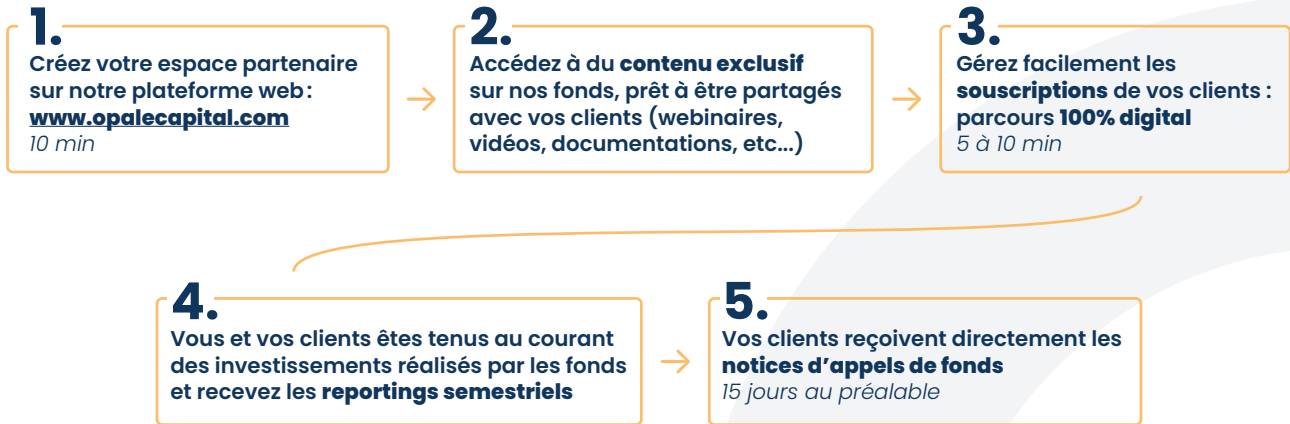 1.
Créez votre espace partenaire
sur notre plateforme web :
www.opalecapital.com
10 min
2.
Accédez à du contenu exclusif
sur nos fonds, prêt à être partagés
avec vos clients (webinaires,
vidéos, documentations, etc...)
3.
Gérez facilement les
souscriptions de vos clients :
parcours 100% digital
5 à 10 min
4.
Vous et vos clients êtes tenus au courant
des investissements réalisés par les fonds
et recevez les reportings semestriels
5.
Vos clients reçoivent directement les
notices d’appels de fonds
15 jours au préalable